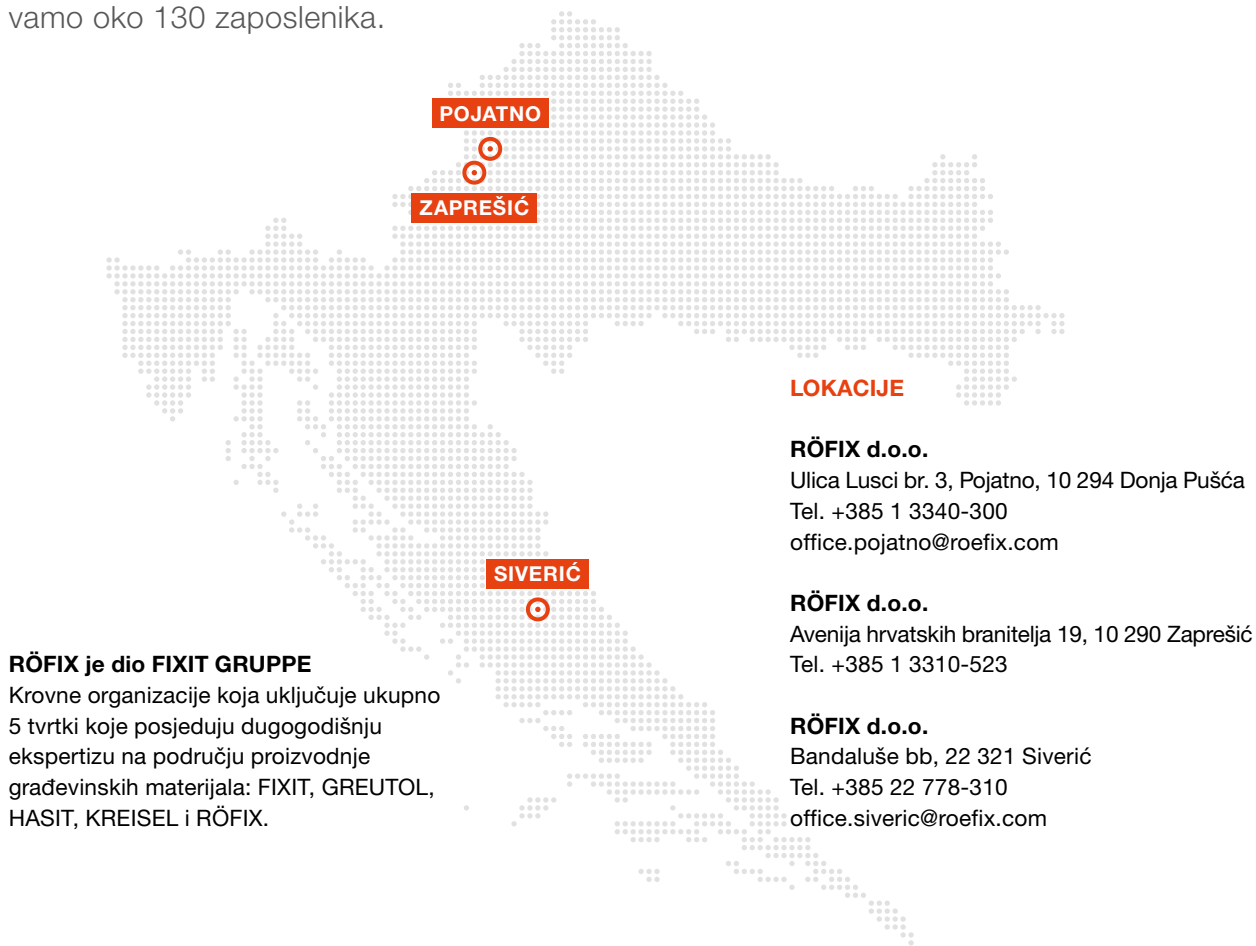 vamo oko 130 zaposlenika.
POJATNO
ZAPREŠIĆ
SIVERIĆ
RÖFIX je dio FIXIT GRUPPE
Krovne organizacije koja uključuje ukupno
5 tvrtki koje posjeduju dugogodišnju
ekspertizu na području proizvodnje
građevinskih materijala: FIXIT, GREUTOL,
HASIT, KREISEL i RÖFIX.
LOKACIJE
RÖFIX d.o.o.
Ulica Lusci br. 3, Pojatno, 10 294 Donja Pušća
Tel. +385 1 3340-300
office.pojatno@roefix.com
RÖFIX d.o.o.
Avenija hrvatskih branitelja 19, 10 290 Zaprešić
Tel. +385 1 3310-523
RÖFIX d.o.o.
Bandaluše bb, 22 321 Siverić
Tel. +385 22 778-310
office.siveric@roefix.com